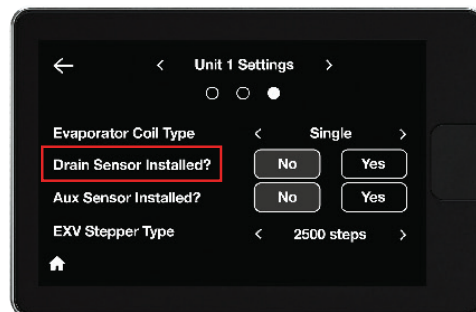 ← < Unit 1 Settings >
Evaporator Coil Type < Single >
Drain Sensor Installed? No Yes
Aux Sensor Installed? No Yes
EXV Stepper Type < 2500 steps >